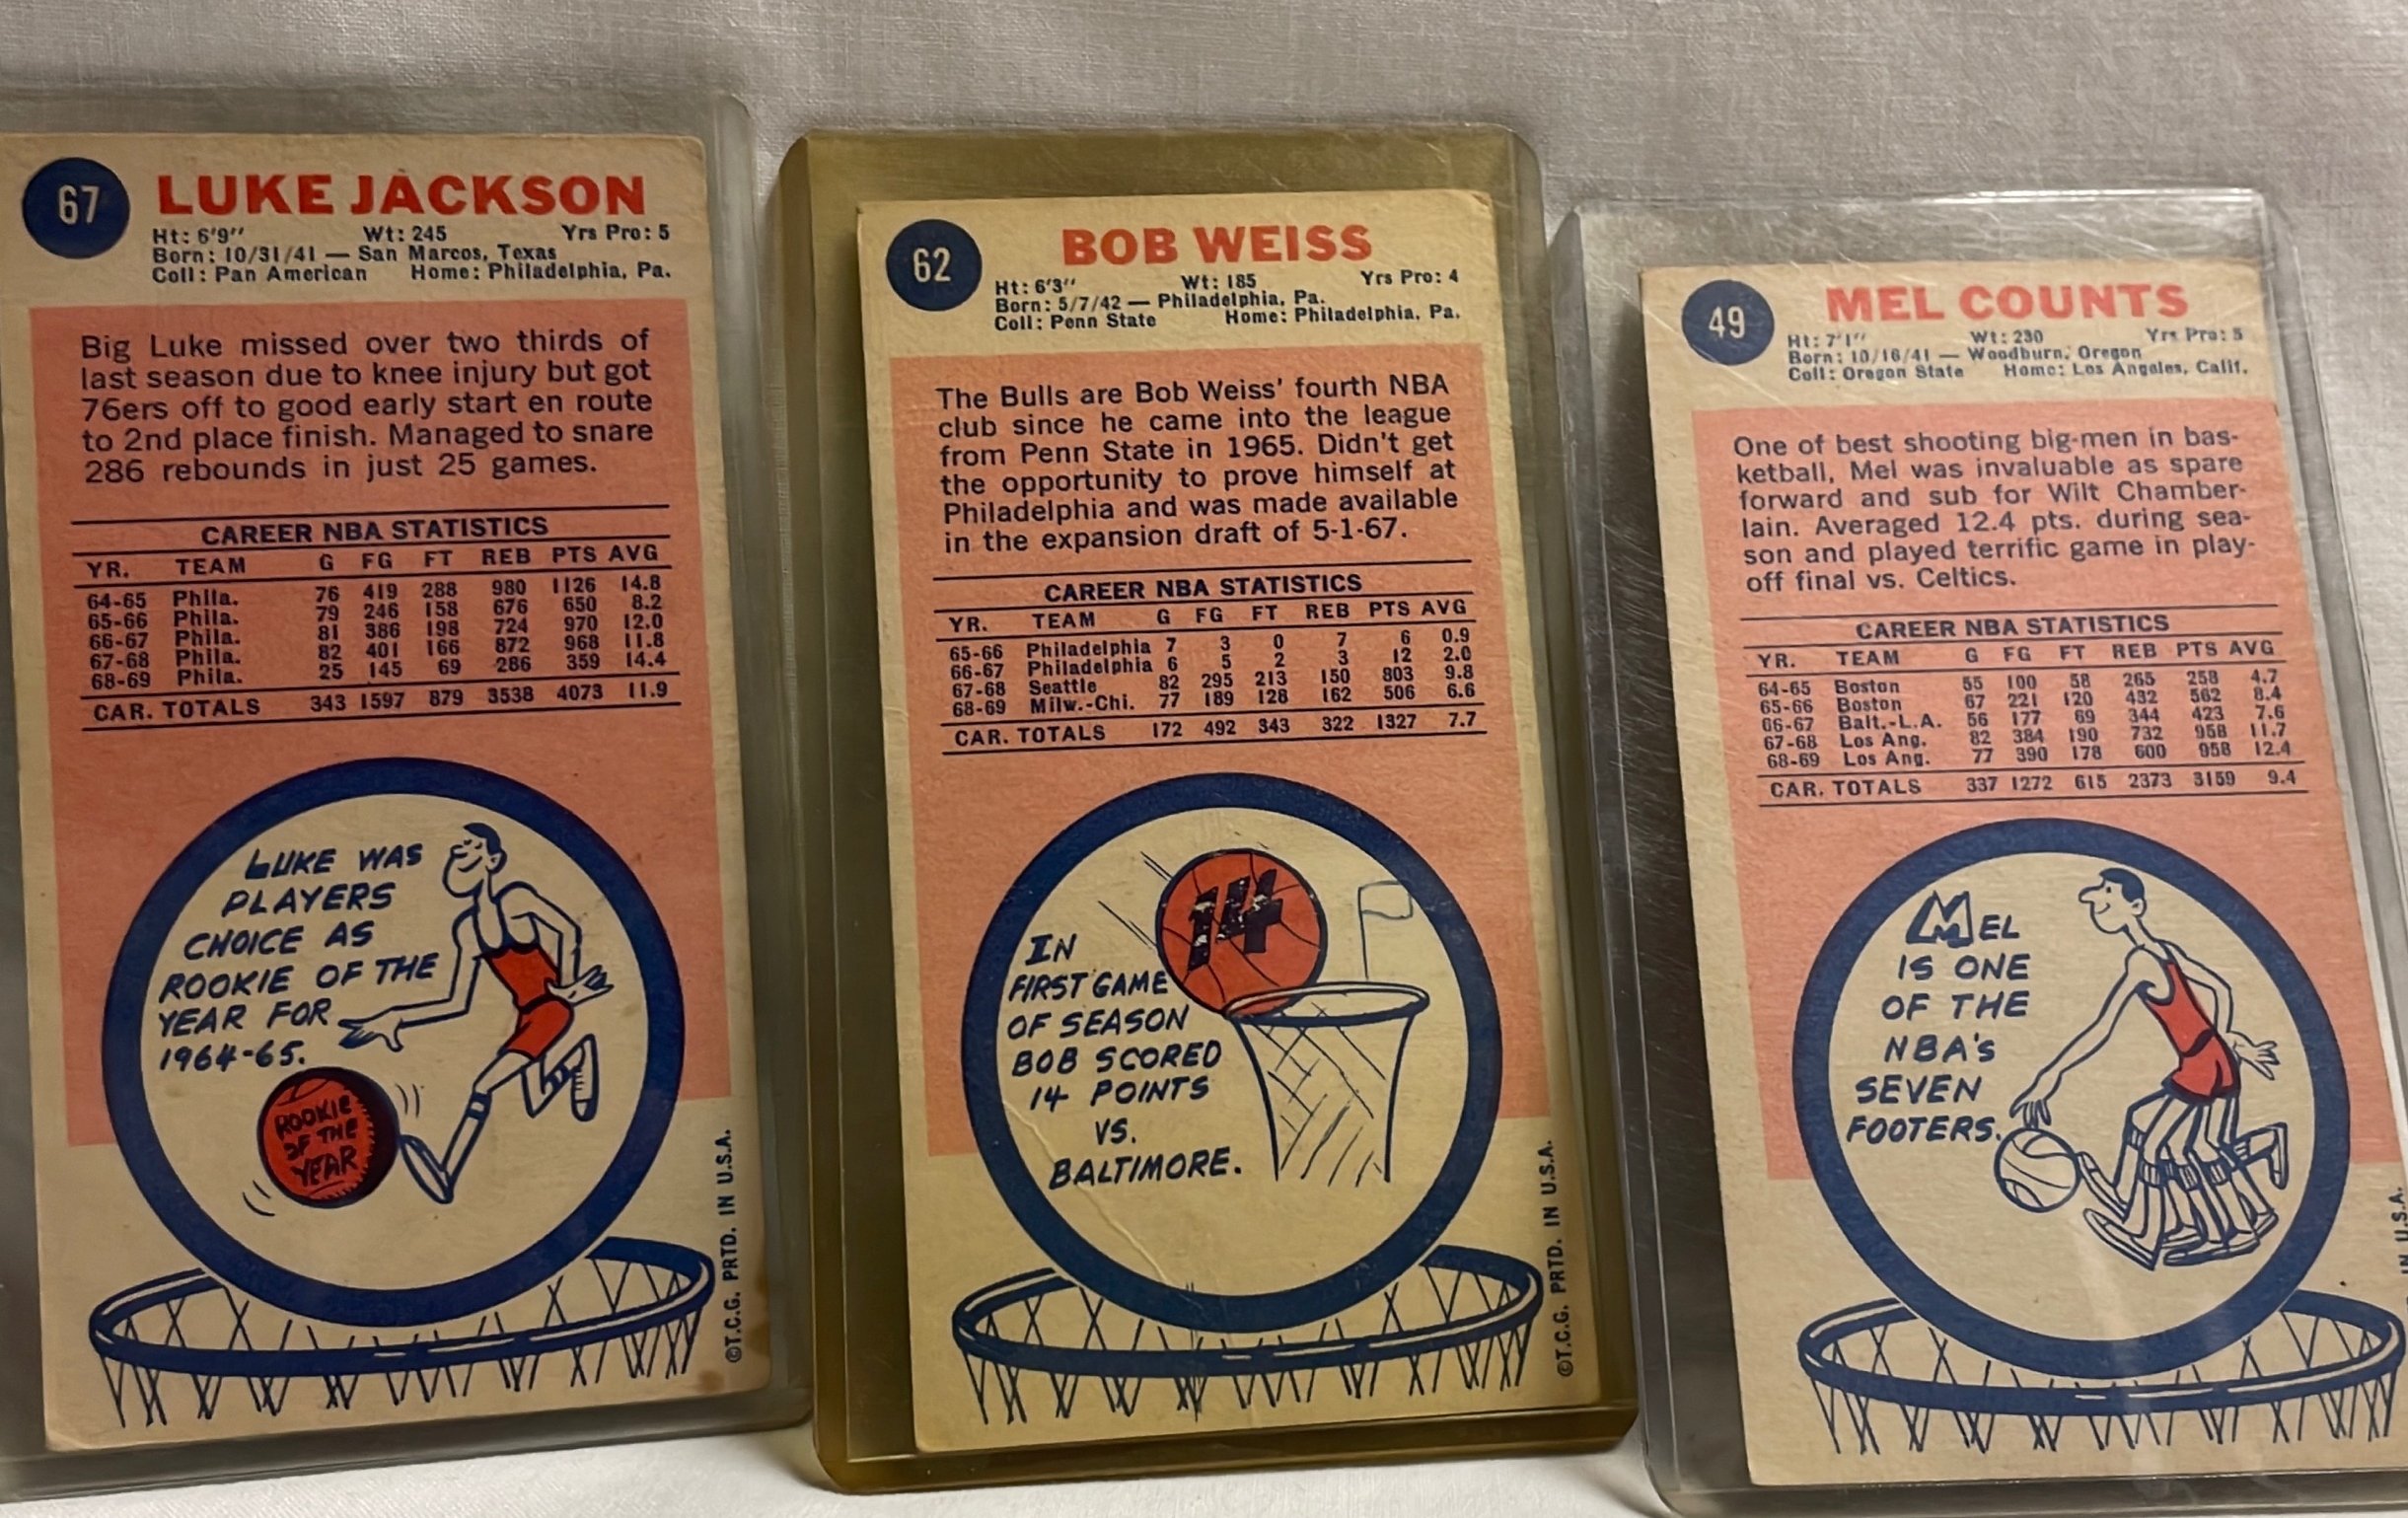 67
LUKE JACKSON
Ht: 6'9" Wt: 245 Yrs Pro: 5
Born: 10/31/41 — San Marcos, Texas
Coll: Pan American Home: Philadelphia, Pa.
Big Luke missed over two thirds of
last season due to knee injury but got
76ers off to good early start en route
to 2nd place finish. Managed to snare
286 rebounds in just 25 games.
CAREER NBA STATISTICS
YR. TEAM G FG FT REB PTS AVG
64-65 Phila. 76 419 288 980 1126 14.8
65-66 Phila. 79 246 158 676 650 8.2
66-67 Phila. 81 386 198 724 970 12.0
67-68 Phila. 82 401 166 872 968 11.8
68-69 Phila. 25 145 69 286 359 14.4
CAR. TOTALS 343 1597 879 3538 4073 11.9
LUKE WAS
PLAYERS
CHOICE AS
ROOKIE OF THE
YEAR FOR
1964-65.
ROOKIE
OF THE
YEAR
©T.C.G. PRTD. IN U.S.A.
62
BOB WEISS
Ht: 6'3" Wt: 185 Yrs Pro: 4
Born: 5/7/42 — Philadelphia, Pa.
Coll: Penn State Home: Philadelphia, Pa.
The Bulls are Bob Weiss' fourth NBA
club since he came into the league
from Penn State in 1965. Didn't get
the opportunity to prove himself at
Philadelphia and was made available
in the expansion draft of 5-1-67.
CAREER NBA STATISTICS
YR. TEAM G FG FT REB PTS AVG
65-66 Philadelphia 7 3 0 7 6 0.9
66-67 Philadelphia 6 5 2 3 12 2.0
67-68 Seattle 82 295 213 150 803 9.8
68-69 Milw.-Chi. 77 189 128 162 506 6.6
CAR. TOTALS 172 492 343 322 1327 7.7
14
IN
FIRST GAME
OF SEASON
BOB SCORED
14 POINTS
VS.
BALTIMORE.
©T.C.G. PRTD. IN U.S.A.
49
MEL COUNTS
Ht: 7'1" Wt: 230 Yrs Pro: 5
Born: 10/16/41 — Woodburn, Oregon
Coll: Oregon State Home: Los Angeles, Calif.
One of best shooting big-men in bas-
ketball, Mel was invaluable as spare
forward and sub for Wilt Chamber-
lain. Averaged 12.4 pts. during sea-
son and played terrific game in play-
off final vs. Celtics.
CAREER NBA STATISTICS
YR. TEAM G FG FT REB PTS AVG
64-65 Boston 55 100 58 265 258 4.7
65-66 Boston 67 221 120 432 562 8.4
66-67 Balt.-L.A. 56 177 69 344 423 7.6
67-68 Los Ang. 82 384 190 732 958 11.7
68-69 Los Ang. 77 390 178 600 958 12.4
CAR. TOTALS 337 1272 615 2373 3159 9.4
MEL
IS ONE
OF THE
NBA'S
SEVEN
FOOTERS.
IN U.S.A.